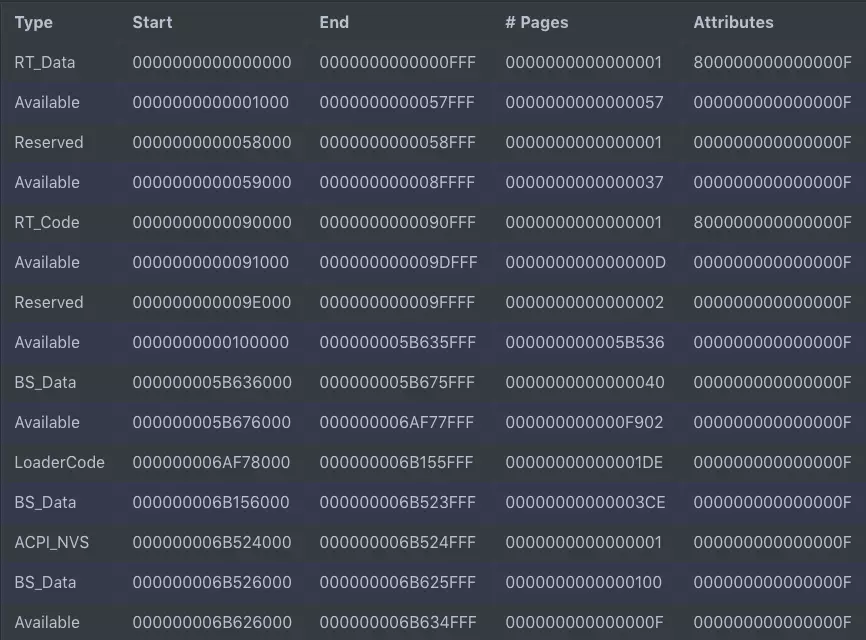 Type Start End # Pages Attributes
RT_Data 0000000000000000 0000000000000FFF 0000000000000001 800000000000000F
Available 0000000000001000 0000000000057FFF 0000000000000057 000000000000000F
Reserved 0000000000058000 0000000000058FFF 0000000000000001 000000000000000F
Available 0000000000059000 000000000008FFFF 0000000000000037 000000000000000F
RT_Code 0000000000090000 0000000000090FFF 0000000000000001 800000000000000F
Available 0000000000091000 000000000009DFFF 000000000000000D 000000000000000F
Reserved 000000000009E000 000000000009FFFF 0000000000000002 000000000000000F
Available 0000000000100000 000000005B635FFF 000000000005B536 000000000000000F
BS_Data 000000005B636000 000000005B675FFF 0000000000000040 000000000000000F
Available 000000005B676000 000000006AF77FFF 000000000000F902 000000000000000F
LoaderCode 000000006AF78000 000000006B155FFF 00000000000001DE 000000000000000F
BS_Data 000000006B156000 000000006B523FFF 00000000000003CE 000000000000000F
ACPI_NVS 000000006B524000 000000006B524FFF 0000000000000001 000000000000000F
BS_Data 000000006B526000 000000006B625FFF 0000000000000100 000000000000000F
Available 000000006B626000 000000006B634FFF 000000000000000F 000000000000000F